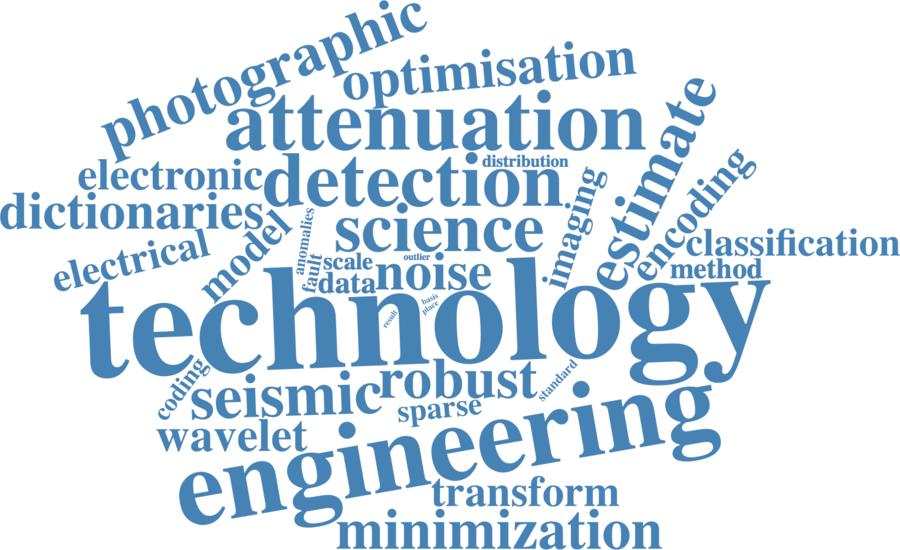 photographic
optimisation
attenuation
estimate
distribution
electronic
detection
imaging
encoding
dictionaries
science
classification
electrical
model
anomalies
fault
scale
outlier
data
noise
method
technology
basis
place
result
coding
seismic
robust
standard
sparse
wavelet
engineering
transform
minimization